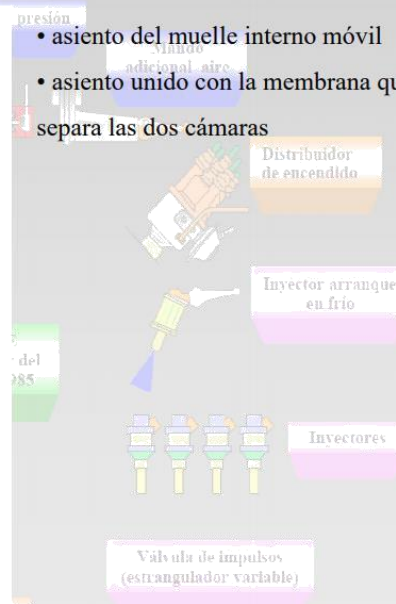 presión
• asiento del muelle interno móvil
Mando
adicional aire
• asiento unido con la membrana qu
separa las dos cámaras
Distribuidor
de encendido
Inyector arranque
en frío
del
985
Inyectores
Válvula de impulsos
(estrangulador variable)